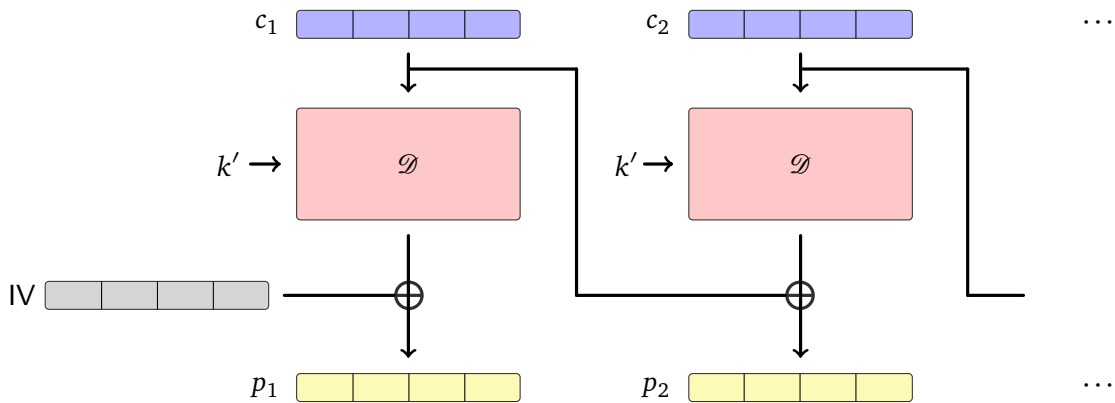 c₁ c₂ ⋯
k′ 𝒟 k′ 𝒟
IV
p₁ p₂ ⋯